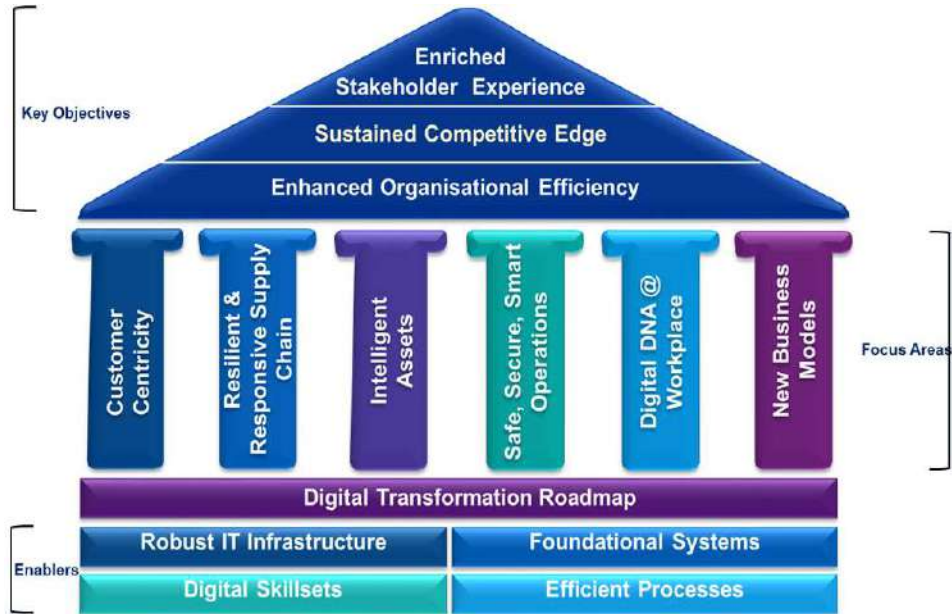 Key Objectives
Enriched
Stakeholder Experience
Sustained Competitive Edge
Enhanced Organisational Efficiency
Customer
Centricity
Resilient &
Responsive Supply
Chain
Intelligent
Assets
Safe, Secure, Smart
Operations
Digital DNA @
Workplace
New Business
Models
Focus Areas
Digital Transformation Roadmap
Enablers
Robust IT Infrastructure
Foundational Systems
Digital Skillsets
Efficient Processes